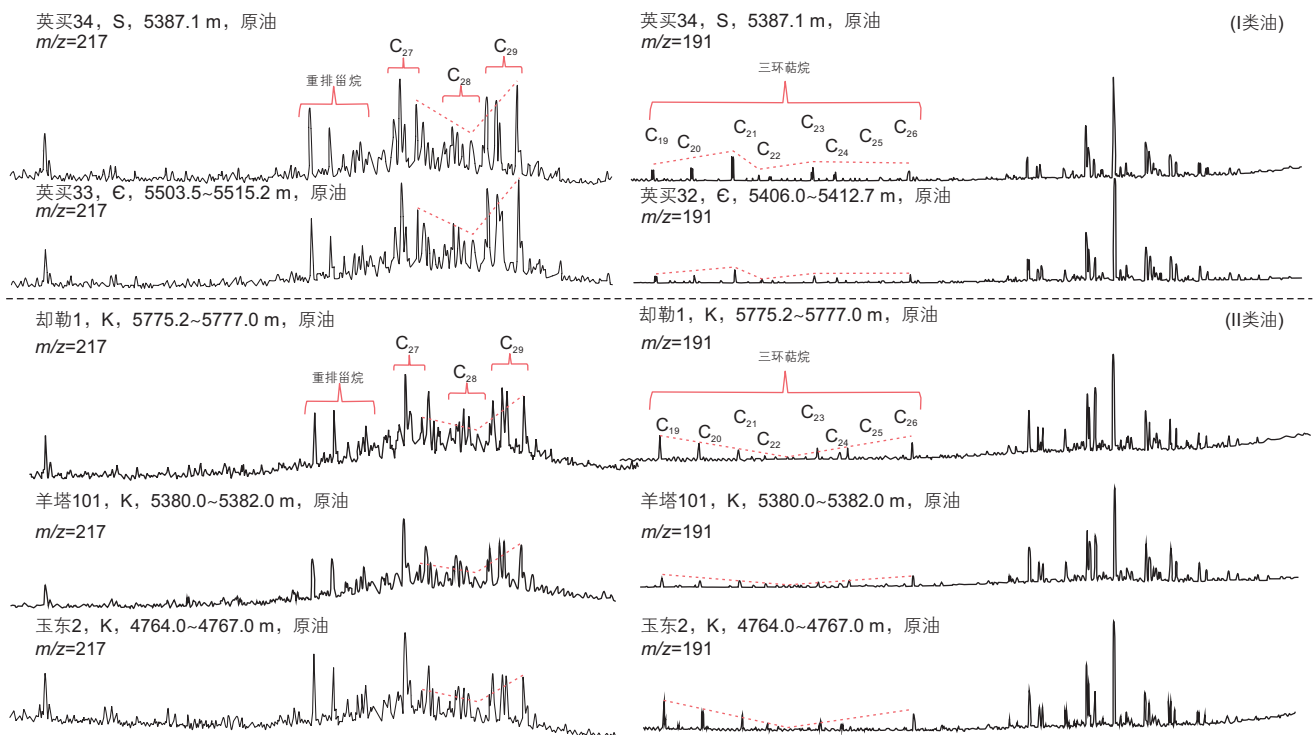 英买34，S，5387.1 m，原油
m/z=217
重排甾烷
C27
C28
C29
英买34，S，5387.1 m，原油
(I类油)
m/z=191
三环萜烷
C19
C20
C21
C22
C23
C24
C25
C26
英买33，Є，5503.5~5515.2 m，原油
m/z=217
英买32，Є，5406.0~5412.7 m，原油
m/z=191
却勒1，K，5775.2~5777.0 m，原油
m/z=217
重排甾烷
C27
C28
C29
却勒1，K，5775.2~5777.0 m，原油
(II类油)
m/z=191
三环萜烷
C19
C20
C21
C22
C23
C24
C25
C26
羊塔101，K，5380.0~5382.0 m，原油
m/z=217
羊塔101，K，5380.0~5382.0 m，原油
m/z=191
玉东2，K，4764.0~4767.0 m，原油
m/z=217
玉东2，K，4764.0~4767.0 m，原油
m/z=191